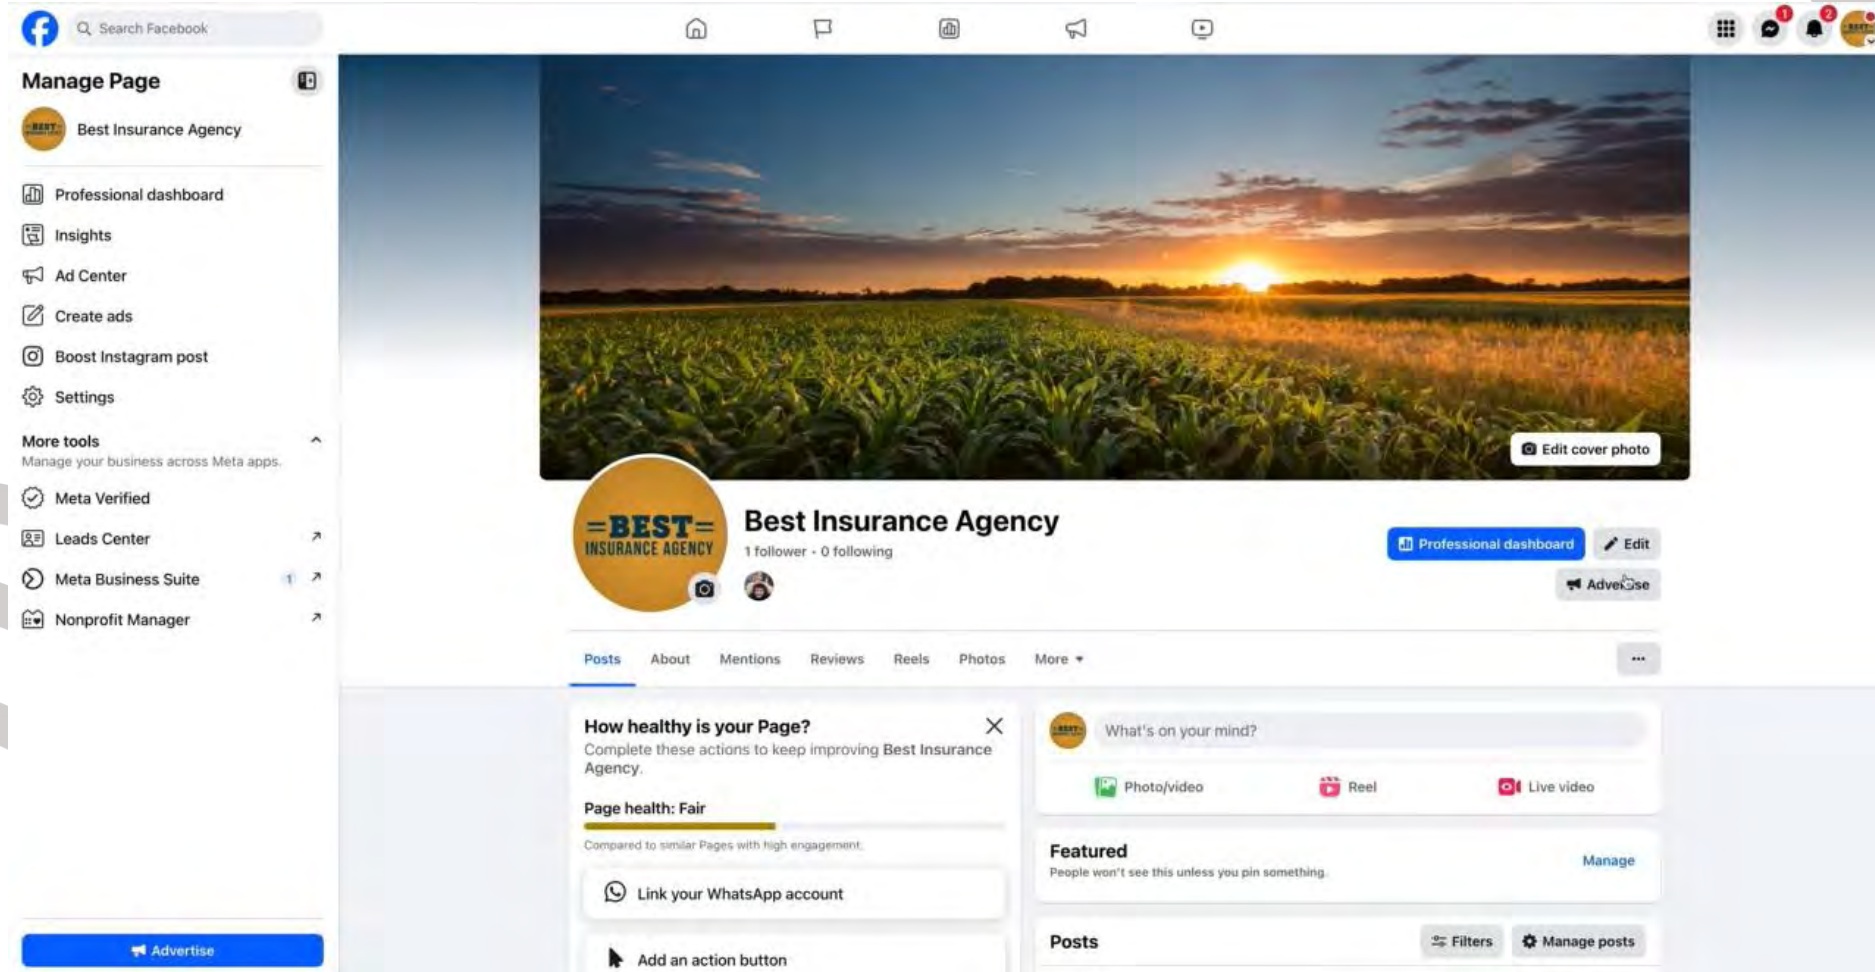 Search Facebook
1
2
Manage Page
Best Insurance Agency
Professional dashboard
Insights
Ad Center
Create ads
Boost Instagram post
Settings
More tools
Manage your business across Meta apps.
Meta Verified
Leads Center
Meta Business Suite 1
Nonprofit Manager
Advertise
Edit cover photo
BEST
INSURANCE AGENCY
Best Insurance Agency
1 follower · 0 following
Professional dashboard
Edit
Advertise
Posts About Mentions Reviews Reels Photos More
How healthy is your Page?
Complete these actions to keep improving Best Insurance
Agency.
Page health: Fair
Compared to similar Pages with high engagement.
Link your WhatsApp account
Add an action button
What's on your mind?
Photo/video Reel Live video
Featured
People won't see this unless you pin something.
Manage
Posts
Filters
Manage posts